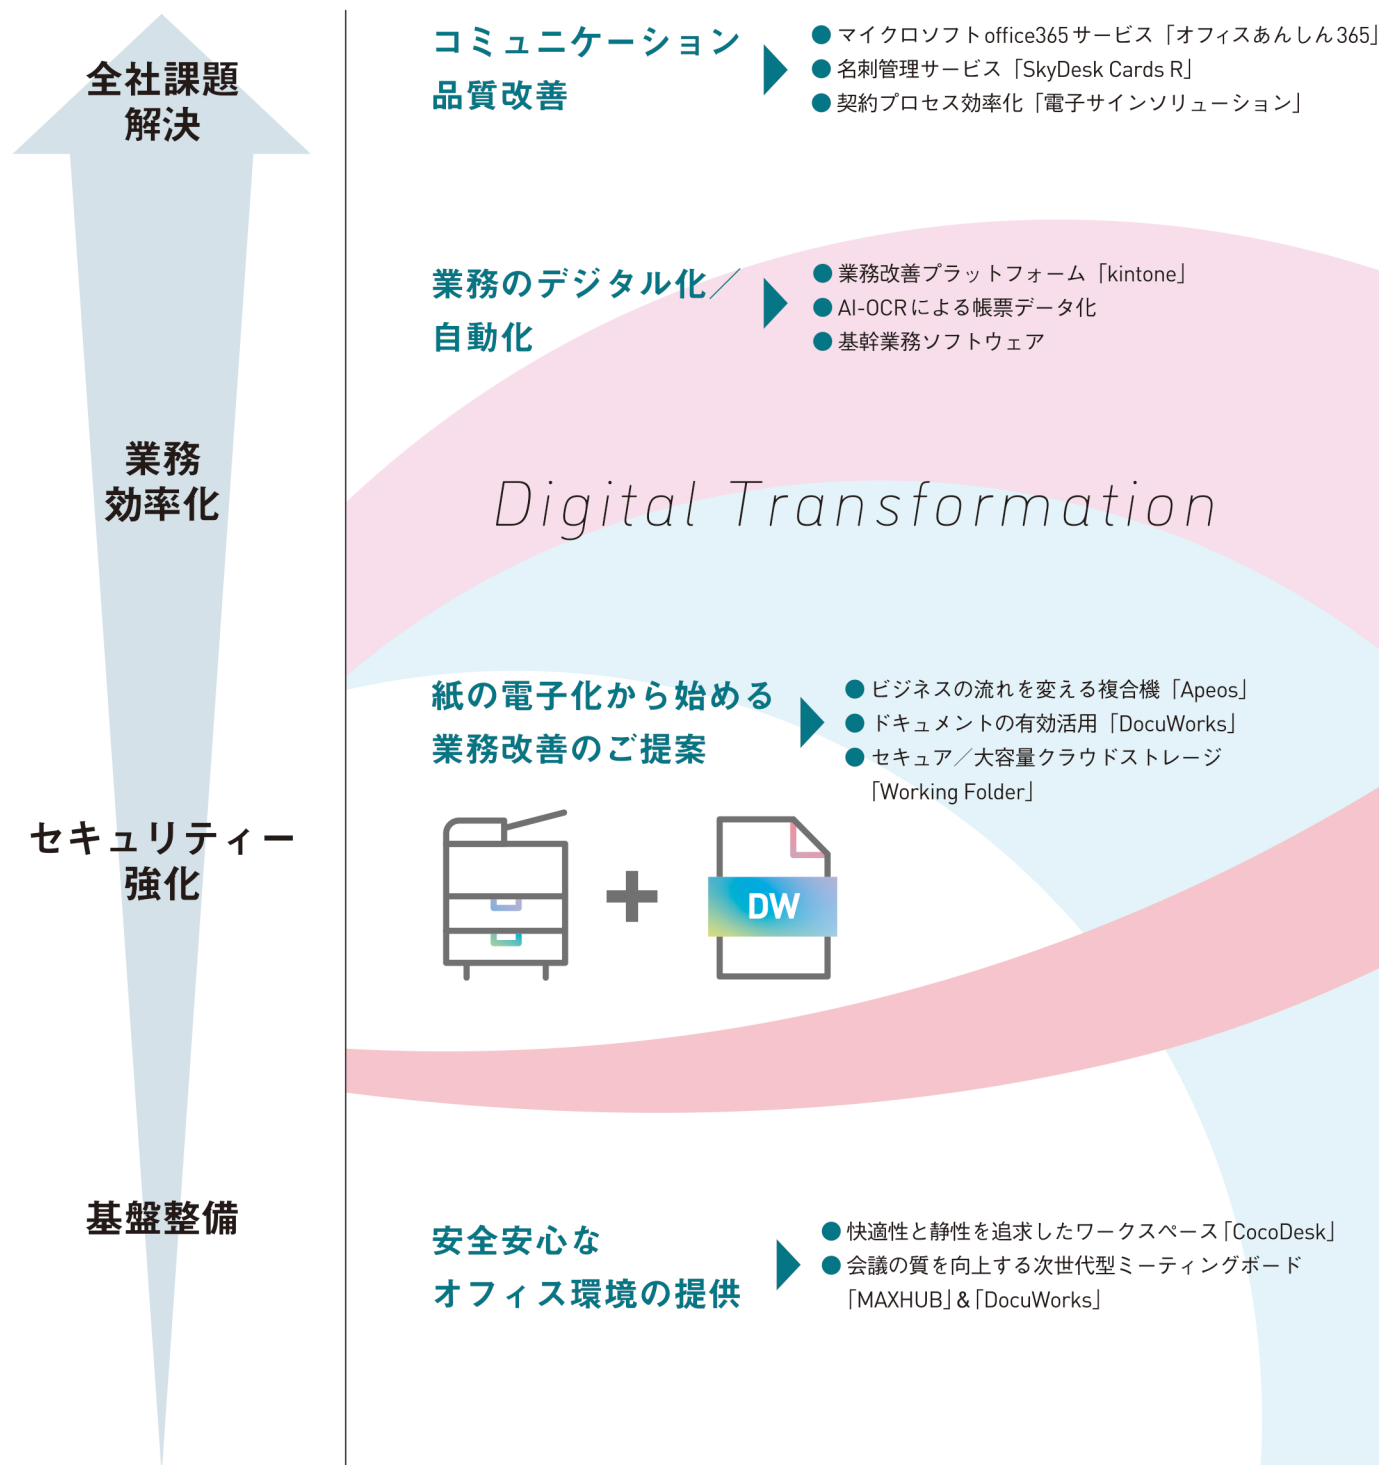 全社課題
解決
業務
効率化
セキュリティー
強化
基盤整備
コミュニケーション
品質改善
● マイクロソフトoffice365サービス「オフィスあんしん365」
● 名刺管理サービス「SkyDesk Cards R」
● 契約プロセス効率化「電子サインソリューション」
業務のデジタル化／
自動化
● 業務改善プラットフォーム「kintone」
● AI-OCRによる帳票データ化
● 基幹業務ソフトウェア
Digital Transformation
紙の電子化から始める
業務改善のご提案
● ビジネスの流れを変える複合機「Apeos」
● ドキュメントの有効活用「DocuWorks」
● セキュア／大容量クラウドストレージ
「Working Folder」
DW
安全安心な
オフィス環境の提供
● 快適性と静性を追求したワークスペース「CocoDesk」
● 会議の質を向上する次世代型ミーティングボード
「MAXHUB」&「DocuWorks」